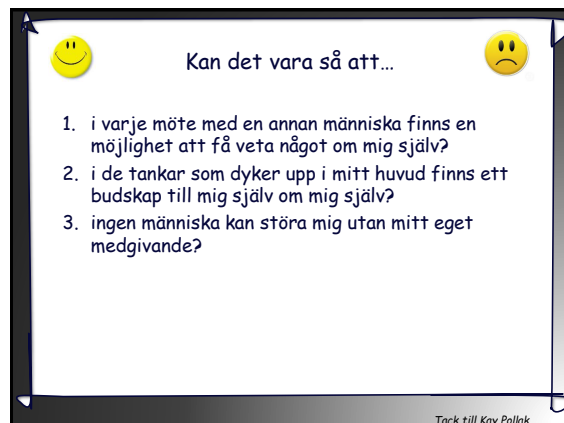 Kan det vara så att…
1. i varje möte med en annan människa finns en
möjlighet att få veta något om mig själv?
2. i de tankar som dyker upp i mitt huvud finns ett
budskap till mig själv om mig själv?
3. ingen människa kan störa mig utan mitt eget
medgivande?
Tack till Kay Pollak